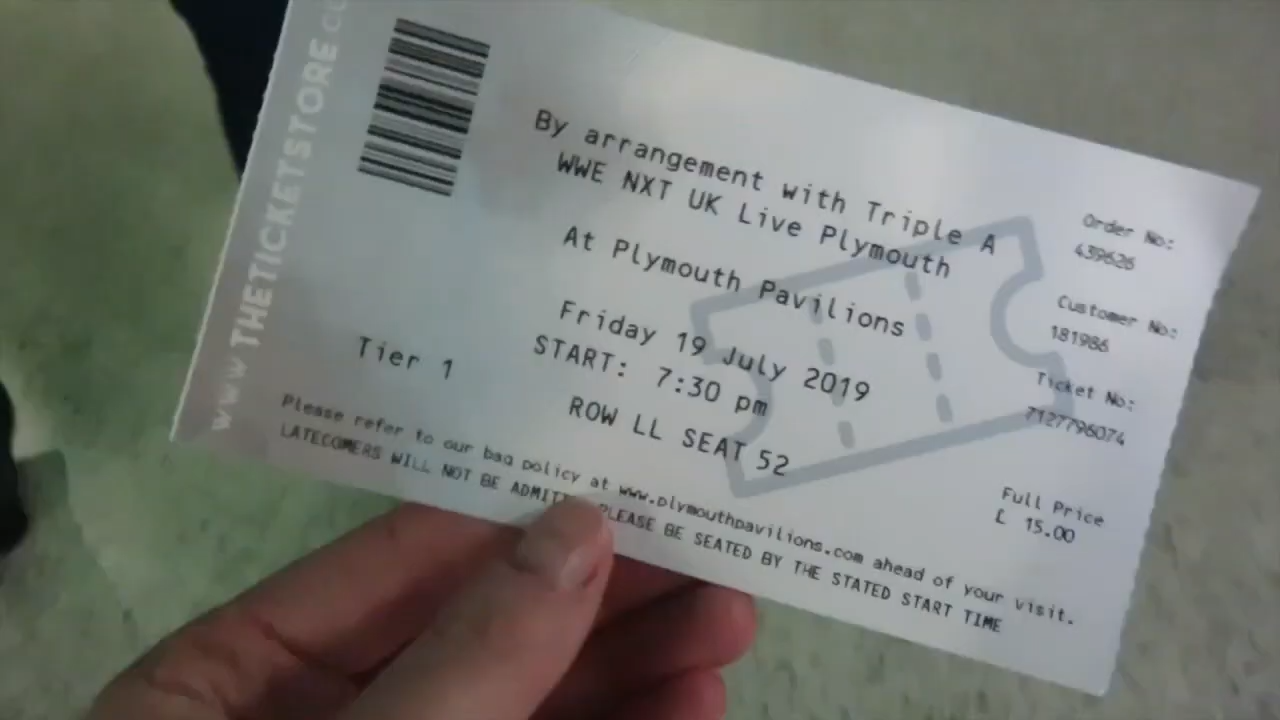 www.THETICKETSTORE.co
By arrangement with Triple A
WWE NXT UK Live Plymouth
At Plymouth Pavilions
Friday 19 July 2019
START: 7:30 pm
Tier 1
ROW LL SEAT 52
Please refer to our bag policy at www.plymouthpavilions.com ahead of your visit.
LATECOMERS WILL NOT BE PLEASE BE SEATED BY THE STATED START TIME
Order No:
439626
Customer No:
181986
Ticket No:
7127796074
Full Price
£ 15.00